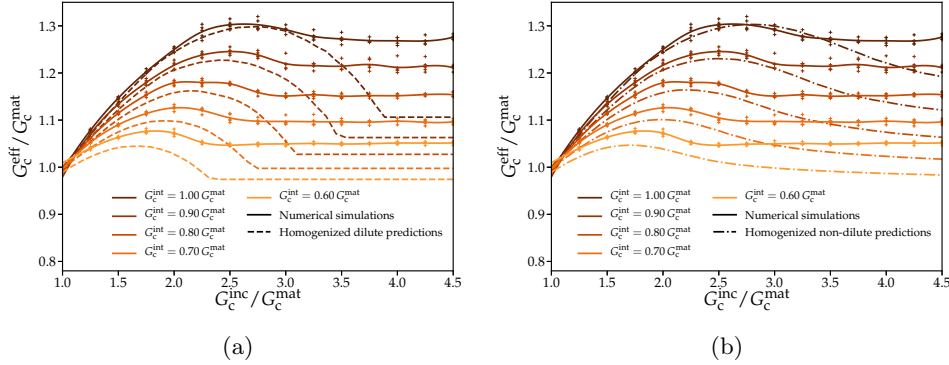 1.3
1.2
1.1
1.0
0.9
0.8
G_c^eff / G_c^mat
G_c^int = 1.00 G_c^mat
G_c^int = 0.90 G_c^mat
G_c^int = 0.80 G_c^mat
G_c^int = 0.70 G_c^mat
G_c^int = 0.60 G_c^mat
Numerical simulations
Homogenized dilute predictions
1.0 1.5 2.0 2.5 3.0 3.5 4.0 4.5
G_c^inc / G_c^mat
(a)
1.3
1.2
1.1
1.0
0.9
0.8
G_c^eff / G_c^mat
G_c^int = 1.00 G_c^mat
G_c^int = 0.90 G_c^mat
G_c^int = 0.80 G_c^mat
G_c^int = 0.70 G_c^mat
G_c^int = 0.60 G_c^mat
Numerical simulations
Homogenized non-dilute predictions
1.0 1.5 2.0 2.5 3.0 3.5 4.0 4.5
G_c^inc / G_c^mat
(b)